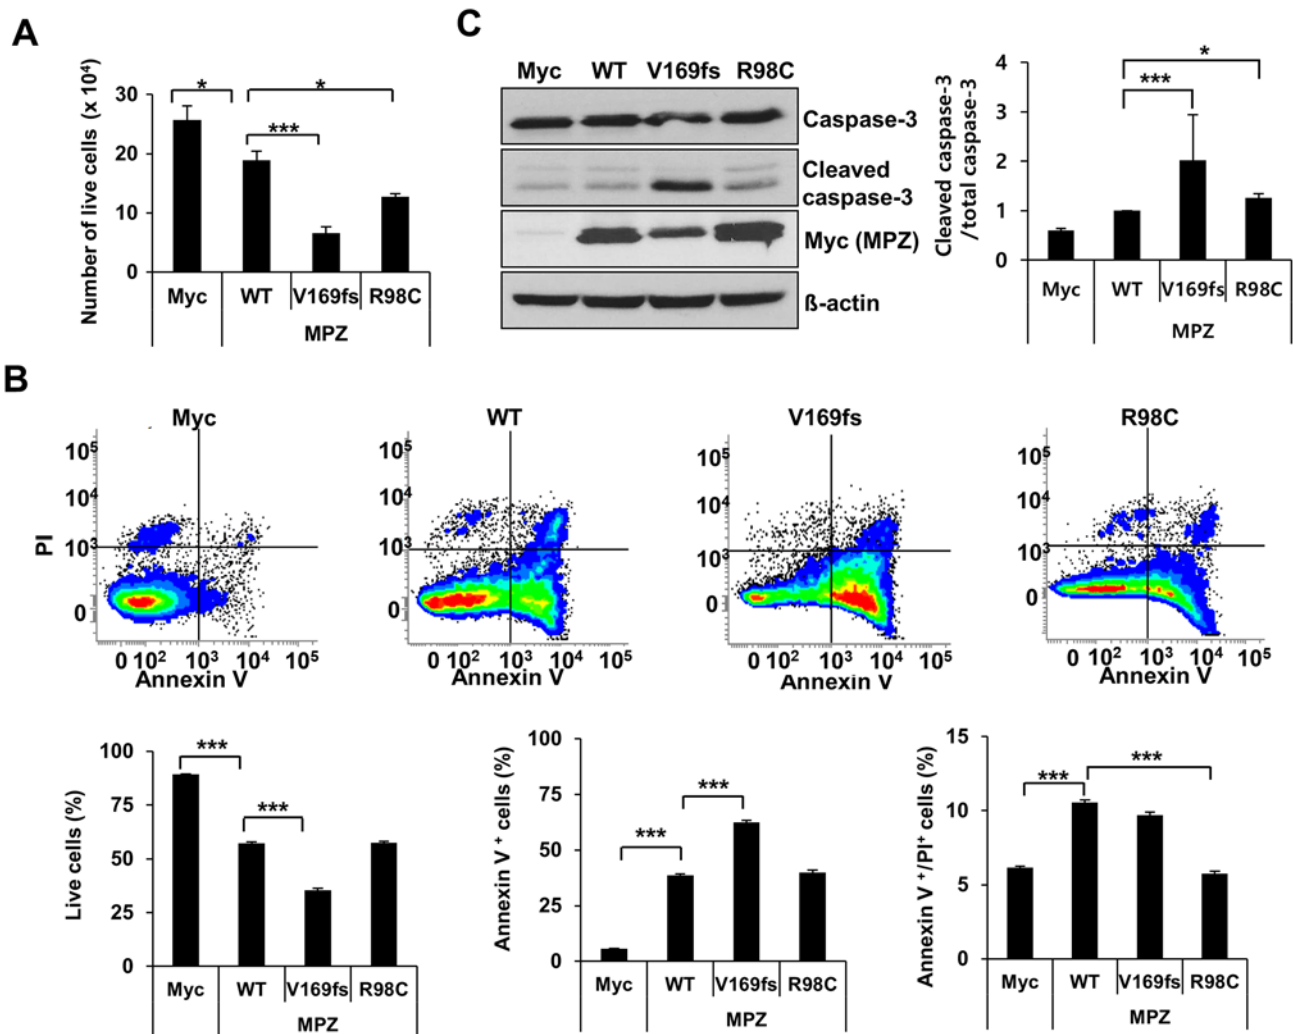 A
Number of live cells (x 10⁴)
30
20
10
0
*
*
***
Myc
WT
V169fs
R98C
MPZ
C
Myc WT V169fs R98C
Caspase-3
Cleaved
caspase-3
Myc (MPZ)
ß-actin
Cleaved caspase-3
/total caspase-3
4
3
2
1
0
*
***
Myc
WT
V169fs
R98C
MPZ
B
Myc
PI
10⁵
10⁴
10³
0
0 10² 10³ 10⁴ 10⁵
Annexin V
WT
10⁵
10⁴
10³
0
0 10² 10³ 10⁴ 10⁵
Annexin V
V169fs
10⁵
10⁴
10³
0
0 10² 10³ 10⁴ 10⁵
Annexin V
R98C
10⁵
10⁴
10³
0
0 10² 10³ 10⁴ 10⁵
Annexin V
Live cells (%)
100
75
50
25
0
***
***
Myc
WT
V169fs
R98C
MPZ
Annexin V ⁺ cells (%)
100
75
50
25
0
***
***
Myc
WT
V169fs
R98C
MPZ
Annexin V ⁺/PI⁺ cells (%)
15
10
5
0
***
***
Myc
WT
V169fs
R98C
MPZ